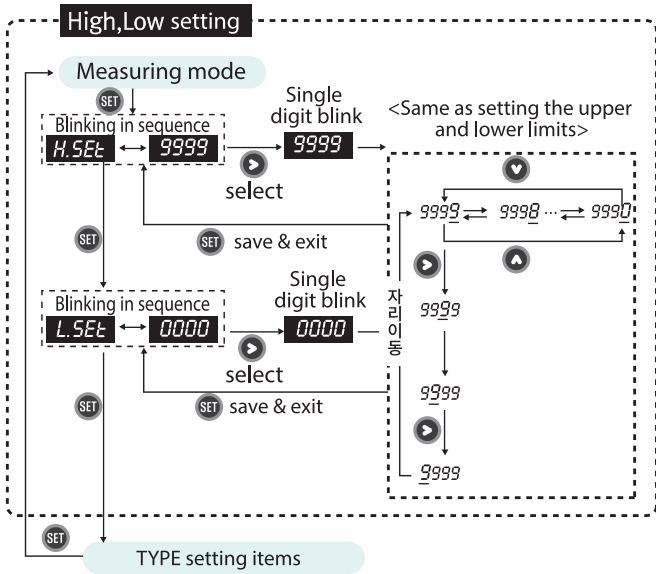 High,Low setting
Measuring mode
SET
Blinking in sequence
H.SEt
9999
select
Single
digit blink
9999
<Same as setting the upper
and lower limits>
9999
9998
...
9990
SET
SET save & exit
9999
9999
9999
자리이동
Blinking in sequence
L.SEt
0000
select
Single
digit blink
0000
SET
SET save & exit
SET
TYPE setting items